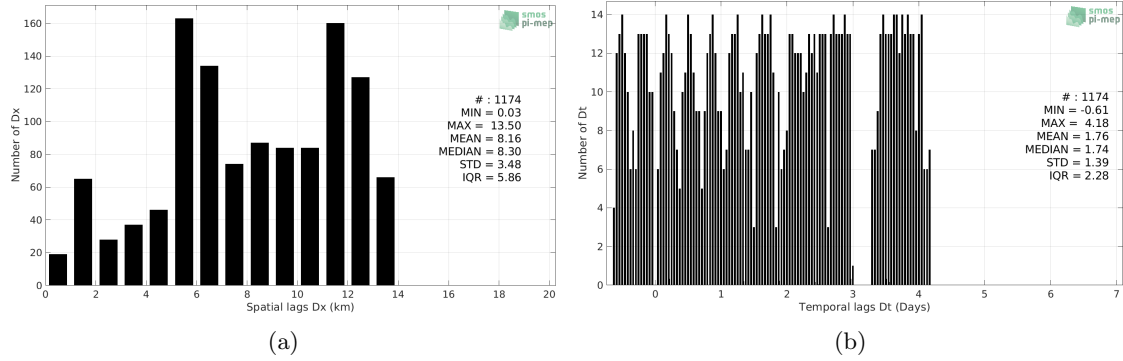 160
140
120
100
80
60
40
20
0
Number of Dx
0 2 4 6 8 10 12 14 16 18 20
Spatial lags Dx (km)
smos
pi-mep
# : 1174
MIN = 0.03
MAX = 13.50
MEAN = 8.16
MEDIAN = 8.30
STD = 3.48
IQR = 5.86
(a)
14
12
10
8
6
4
2
0
Number of Dt
0 1 2 3 4 5 6 7
Temporal lags Dt (Days)
smos
pi-mep
# : 1174
MIN = -0.61
MAX = 4.18
MEAN = 1.76
MEDIAN = 1.74
STD = 1.39
IQR = 2.28
(b)